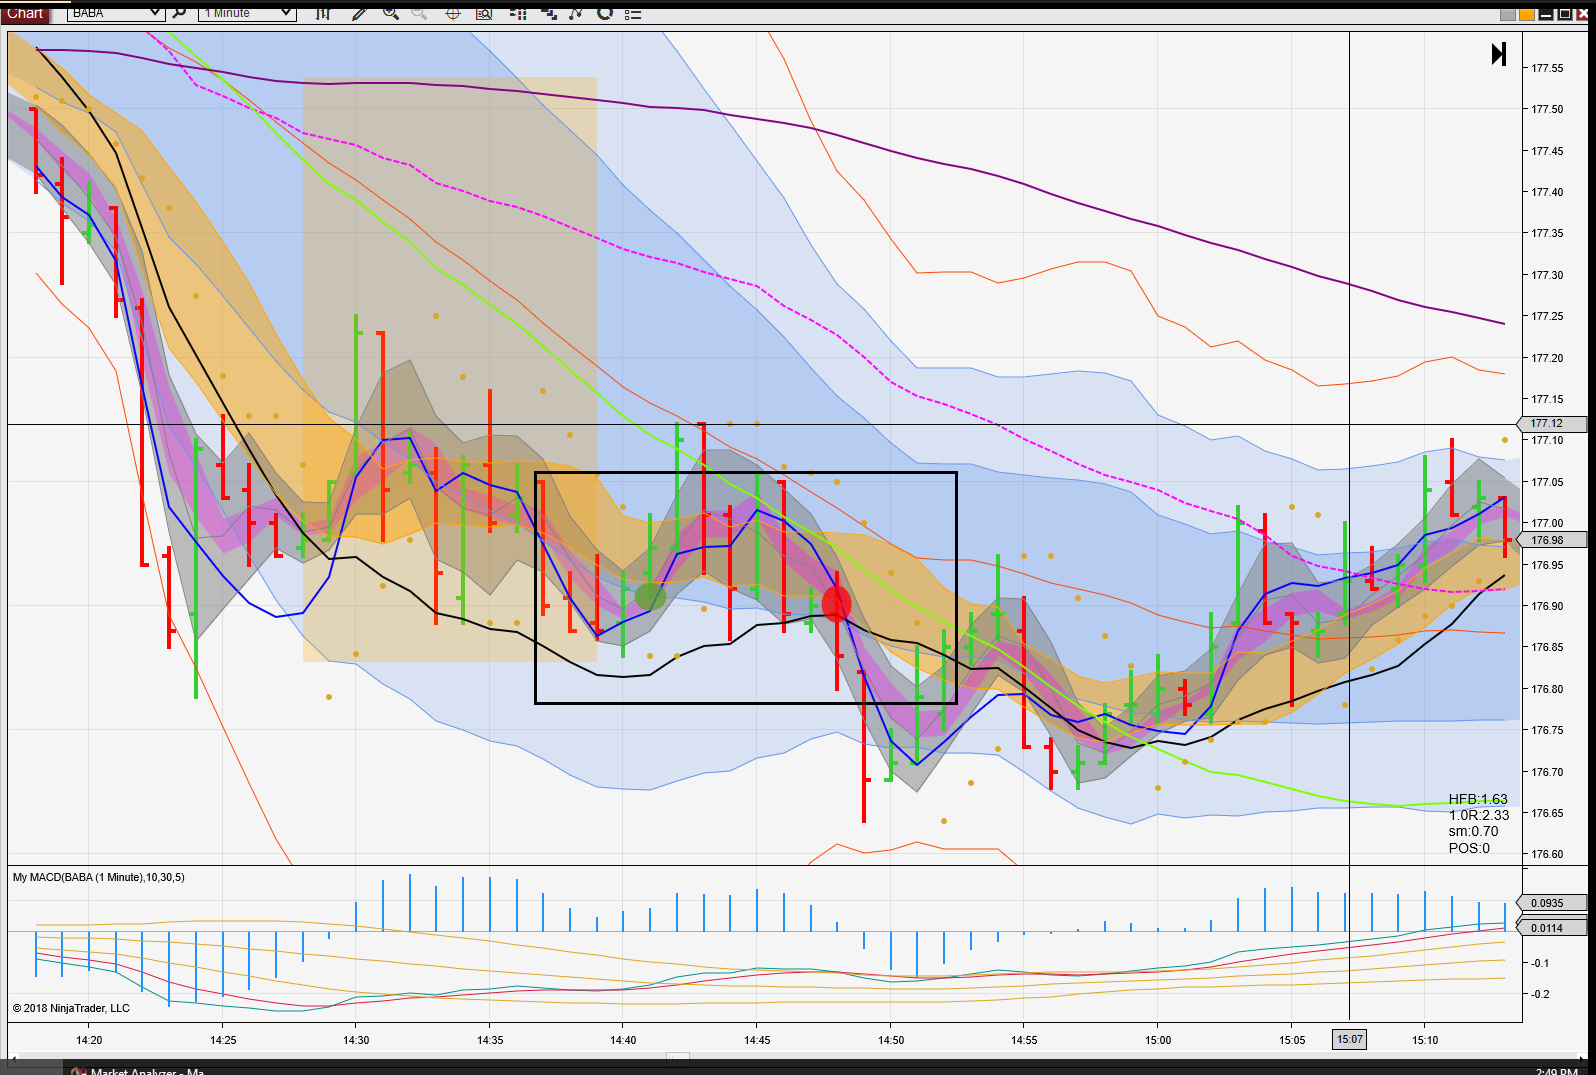 Chart BABA 1 Minute
177.55
177.50
177.45
177.40
177.35
177.30
177.25
177.20
177.15
177.12
177.10
177.05
177.00
176.98
176.95
176.90
176.85
176.80
176.75
176.70
176.65
176.60
HFB:1.63
1.0R:2.33
sm:0.70
POS:0
My MACD(BABA (1 Minute),10,30,5)
0.0935
0.0114
-0.1
-0.2
© 2018 NinjaTrader, LLC
14:20 14:25 14:30 14:35 14:40 14:45 14:50 14:55 15:00 15:05 15:07 15:10
Market Analyzer - Ma
2:49 PM